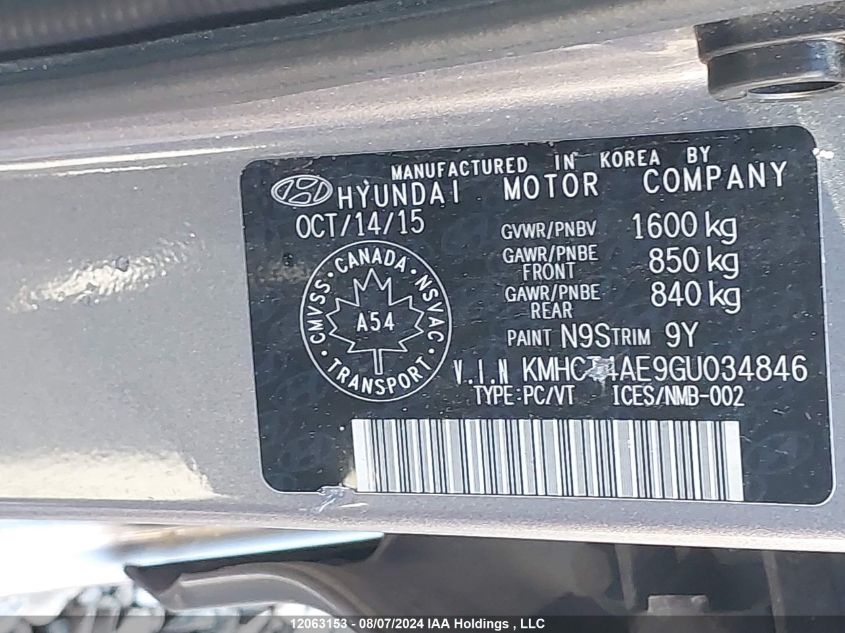 MANUFACTURED IN KOREA BY
HYUNDAI MOTOR COMPANY
OCT/14/15
GVWR/PNBV 1600 kg
GAWR/PNBE FRONT 850 kg
GAWR/PNBE REAR 840 kg
PAINT N9S TRIM 9Y
V.I.N KMHCT4AE9GU034846
TYPE:PC/VT ICES/NMB-002
CANADA
CMVSS · NSVAC
A54
TRANSPORT
12063153 - 08/07/2024 IAA Holdings , LLC